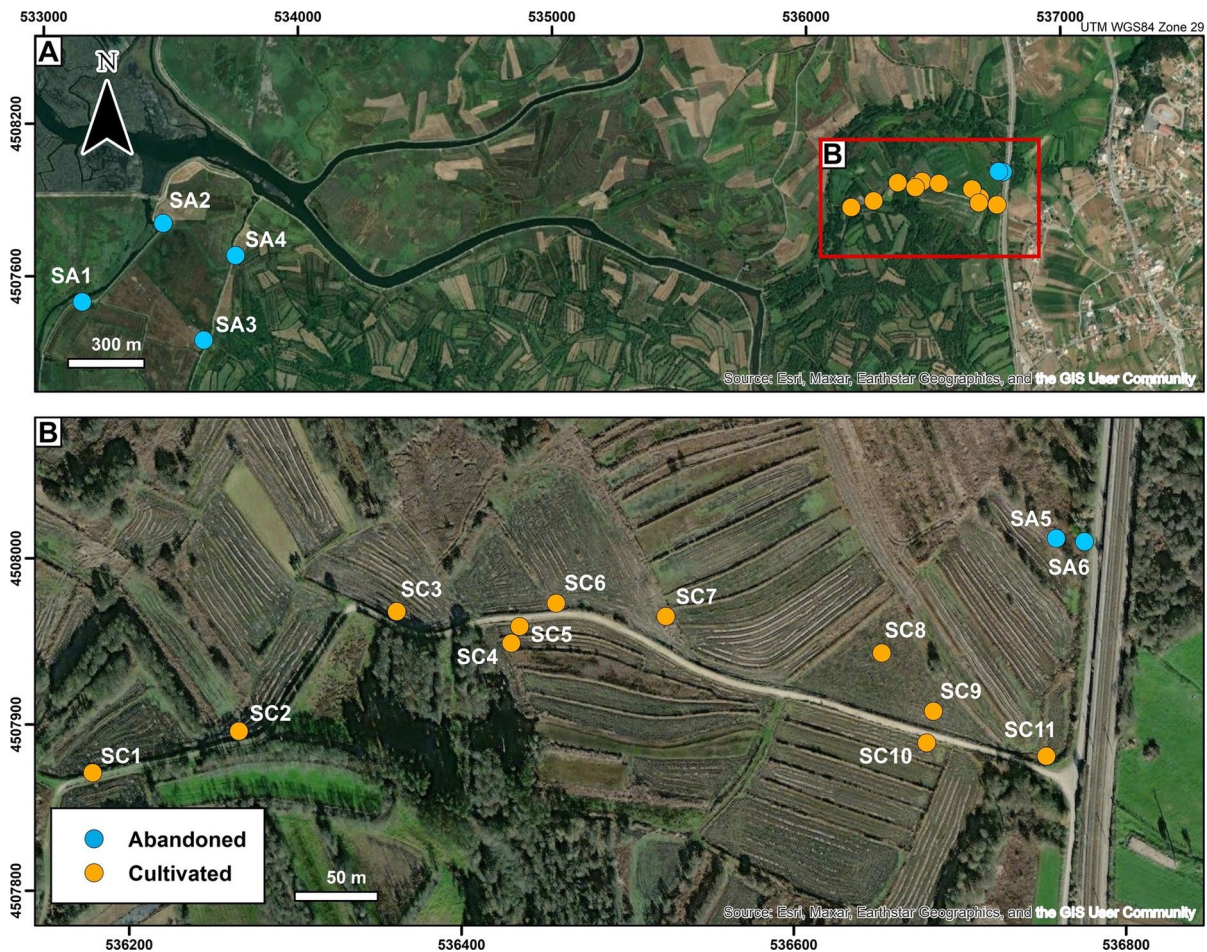 533000 534000 535000 536000 537000
UTM WGS84 Zone 29
A
N
4508200
B
SA2
SA4
SA1
4507600
SA3
300 m
Source: Esri, Maxar, Earthstar Geographics, and the GIS User Community
B
SA5
4508000
SA6
SC3
SC6
SC7
SC5
SC8
SC4
SC9
SC2
4507900
SC11
SC1
SC10
Abandoned
Cultivated
50 m
4507800
Source: Esri, Maxar, Earthstar Geographics, and the GIS User Community
536200 536400 536600 536800